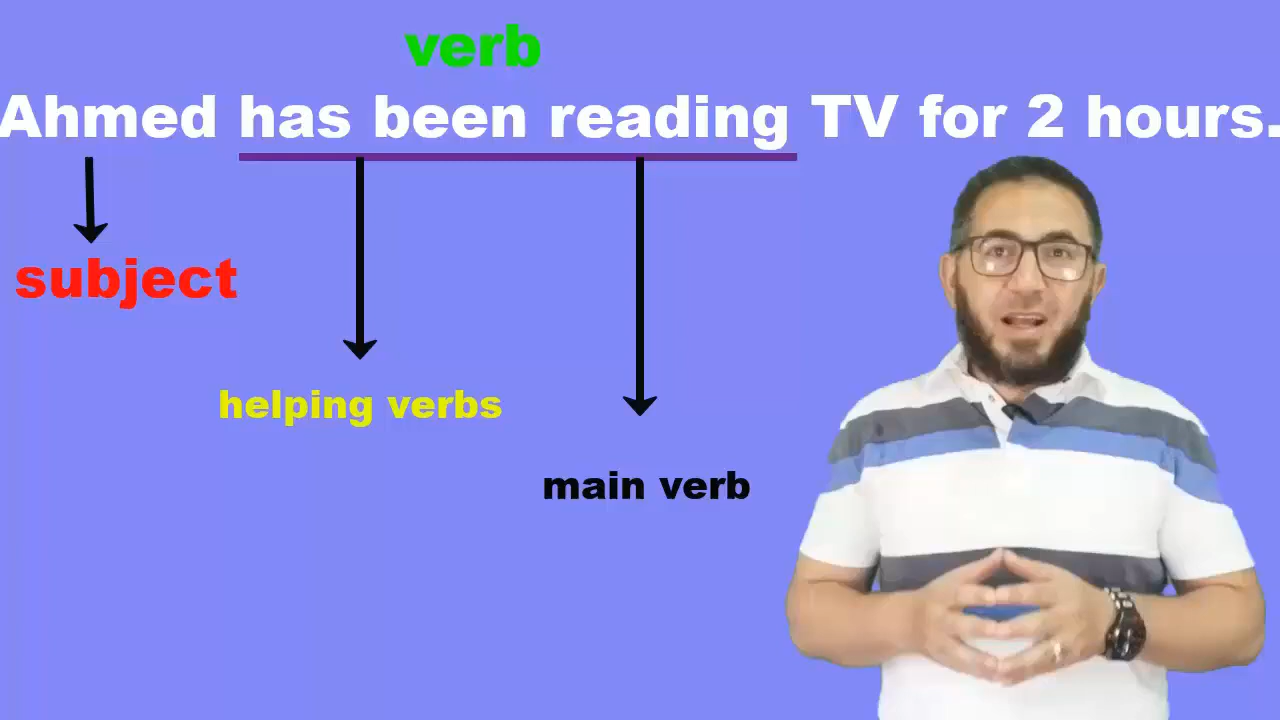 verb
Ahmed has been reading TV for 2 hours.
subject
helping verbs
main verb